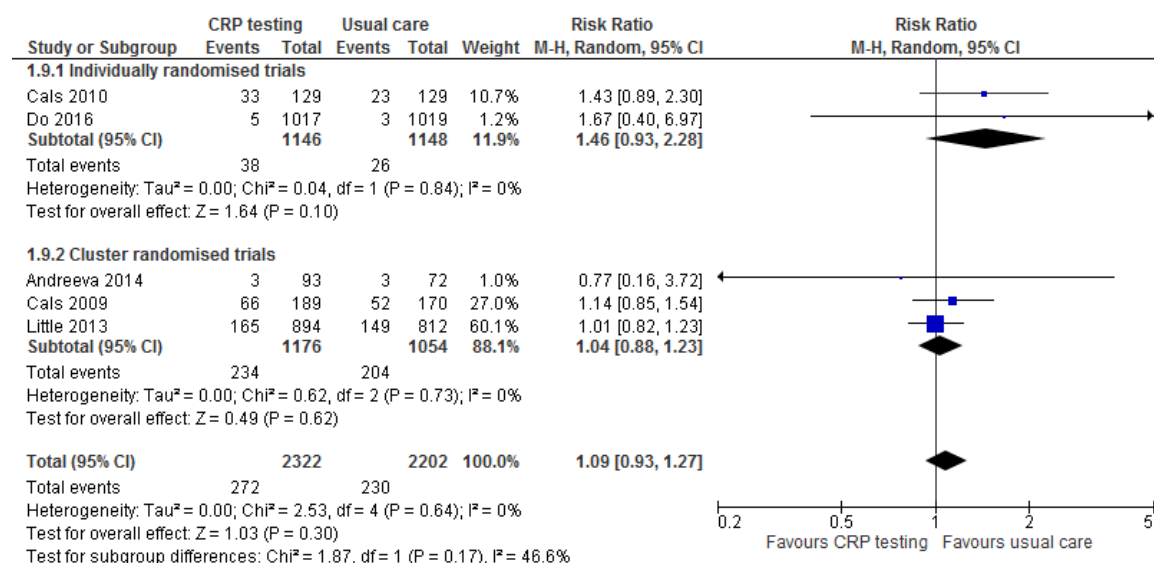 CRP testing Usual care Risk Ratio Risk Ratio
Study or Subgroup Events Total Events Total Weight M-H, Random, 95% CI M-H, Random, 95% CI
1.9.1 Individually randomised trials
Cals 2010 33 129 23 129 10.7% 1.43 [0.89, 2.30]
Do 2016 5 1017 3 1019 1.2% 1.67 [0.40, 6.97]
Subtotal (95% CI) 1146 1148 11.9% 1.46 [0.93, 2.28]
Total events 38 26
Heterogeneity: Tau² = 0.00; Chi² = 0.04, df = 1 (P = 0.84); I² = 0%
Test for overall effect: Z = 1.64 (P = 0.10)
1.9.2 Cluster randomised trials
Andreeva 2014 3 93 3 72 1.0% 0.77 [0.16, 3.72]
Cals 2009 66 189 52 170 27.0% 1.14 [0.85, 1.54]
Little 2013 165 894 149 812 60.1% 1.01 [0.82, 1.23]
Subtotal (95% CI) 1176 1054 88.1% 1.04 [0.88, 1.23]
Total events 234 204
Heterogeneity: Tau² = 0.00; Chi² = 0.62, df = 2 (P = 0.73); I² = 0%
Test for overall effect: Z = 0.49 (P = 0.62)
Total (95% CI) 2322 2202 100.0% 1.09 [0.93, 1.27]
Total events 272 230
Heterogeneity: Tau² = 0.00; Chi² = 2.53, df = 4 (P = 0.64); I² = 0%
Test for overall effect: Z = 1.03 (P = 0.30)
Test for subgroup differences: Chi² = 1.87, df = 1 (P = 0.17), I² = 46.6%
0.2 0.5 1 2 5
Favours CRP testing Favours usual care